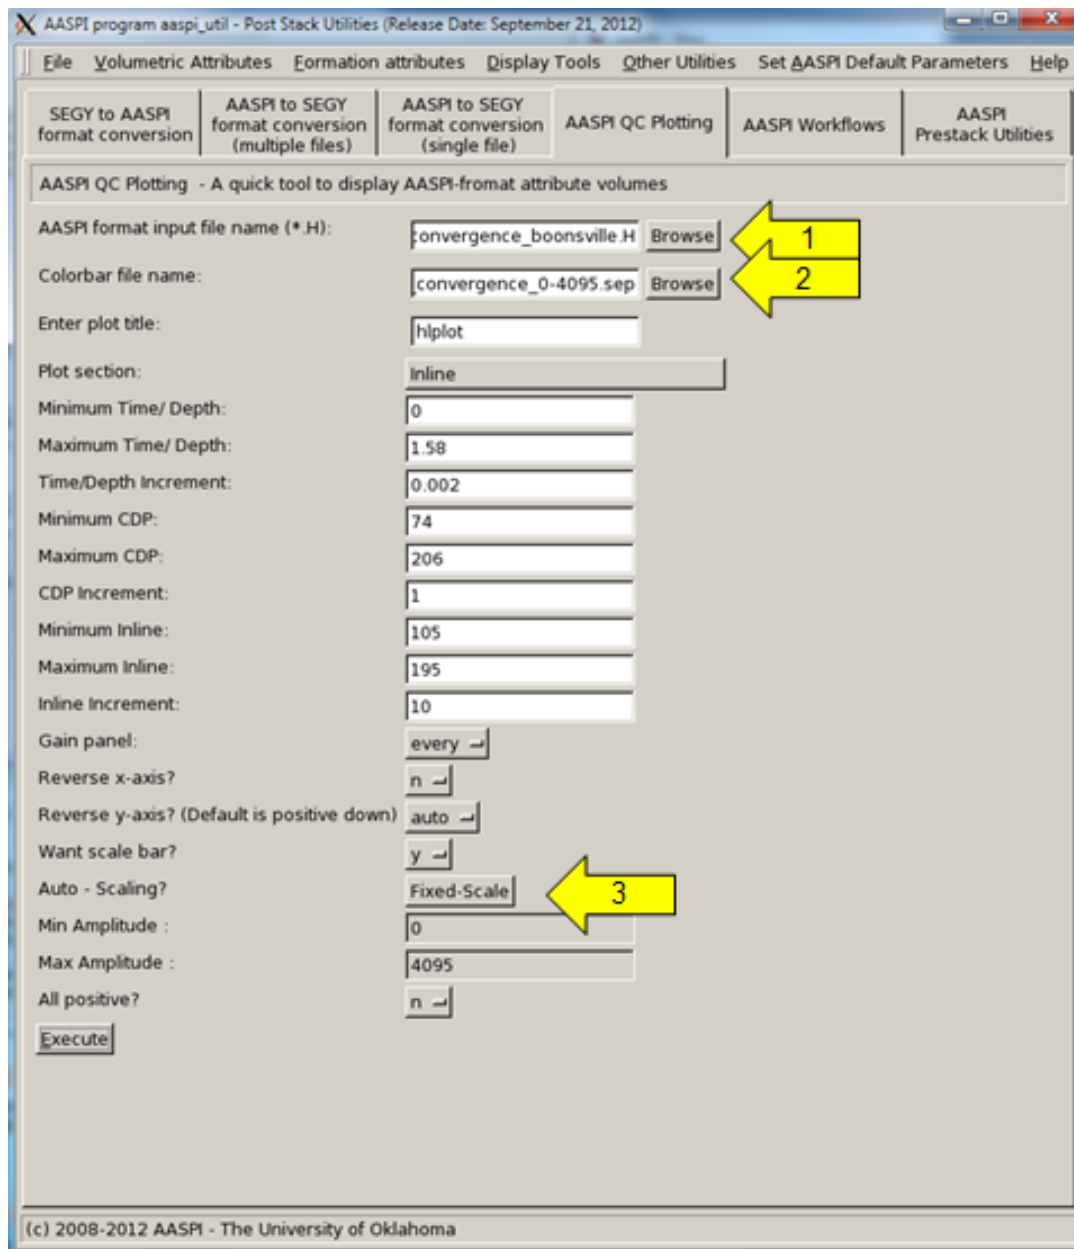 AASPI program aaspi_util - Post Stack Utilities (Release Date: September 21, 2012)
File Volumetric Attributes Formation attributes Display Tools Other Utilities Set AASPI Default Parameters Help
SEGY to AASPI
format conversion
AASPI to SEGY
format conversion
(multiple files)
AASPI to SEGY
format conversion
(single file)
AASPI QC Plotting
AASPI Workflows
AASPI
Prestack Utilities
AASPI QC Plotting - A quick tool to display AASPI-fromat attribute volumes
AASPI format input file name (*.H): convergence_boonsville.H Browse 1
Colorbar file name: convergence_0-4095.sep Browse 2
Enter plot title: hlplot
Plot section: Inline
Minimum Time/ Depth: 0
Maximum Time/ Depth: 1.58
Time/Depth Increment: 0.002
Minimum CDP: 74
Maximum CDP: 206
CDP Increment: 1
Minimum Inline: 105
Maximum Inline: 195
Inline Increment: 10
Gain panel: every
Reverse x-axis? n
Reverse y-axis? (Default is positive down) auto
Want scale bar? y
Auto - Scaling? Fixed-Scale 3
Min Amplitude : 0
Max Amplitude : 4095
All positive? n
Execute
(c) 2008-2012 AASPI - The University of Oklahoma